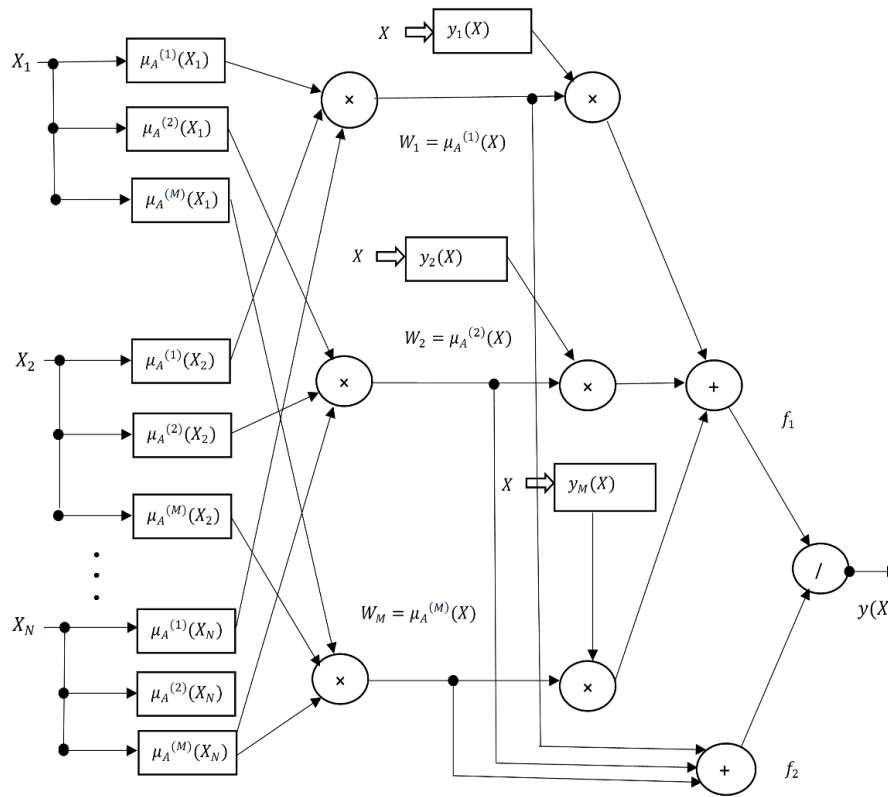 X₁
μ_A⁽¹⁾(X₁)
μ_A⁽²⁾(X₁)
μ_A⁽ᴹ⁾(X₁)
X
y₁(X)
×
×
W₁ = μ_A⁽¹⁾(X)
X
y₂(X)
X₂
μ_A⁽¹⁾(X₂)
μ_A⁽²⁾(X₂)
μ_A⁽ᴹ⁾(X₂)
W₂ = μ_A⁽²⁾(X)
×
×
+
f₁
X
y_M(X)
/
y(X
X_N
μ_A⁽¹⁾(X_N)
μ_A⁽²⁾(X_N)
μ_A⁽ᴹ⁾(X_N)
W_M = μ_A⁽ᴹ⁾(X)
×
×
+
f₂